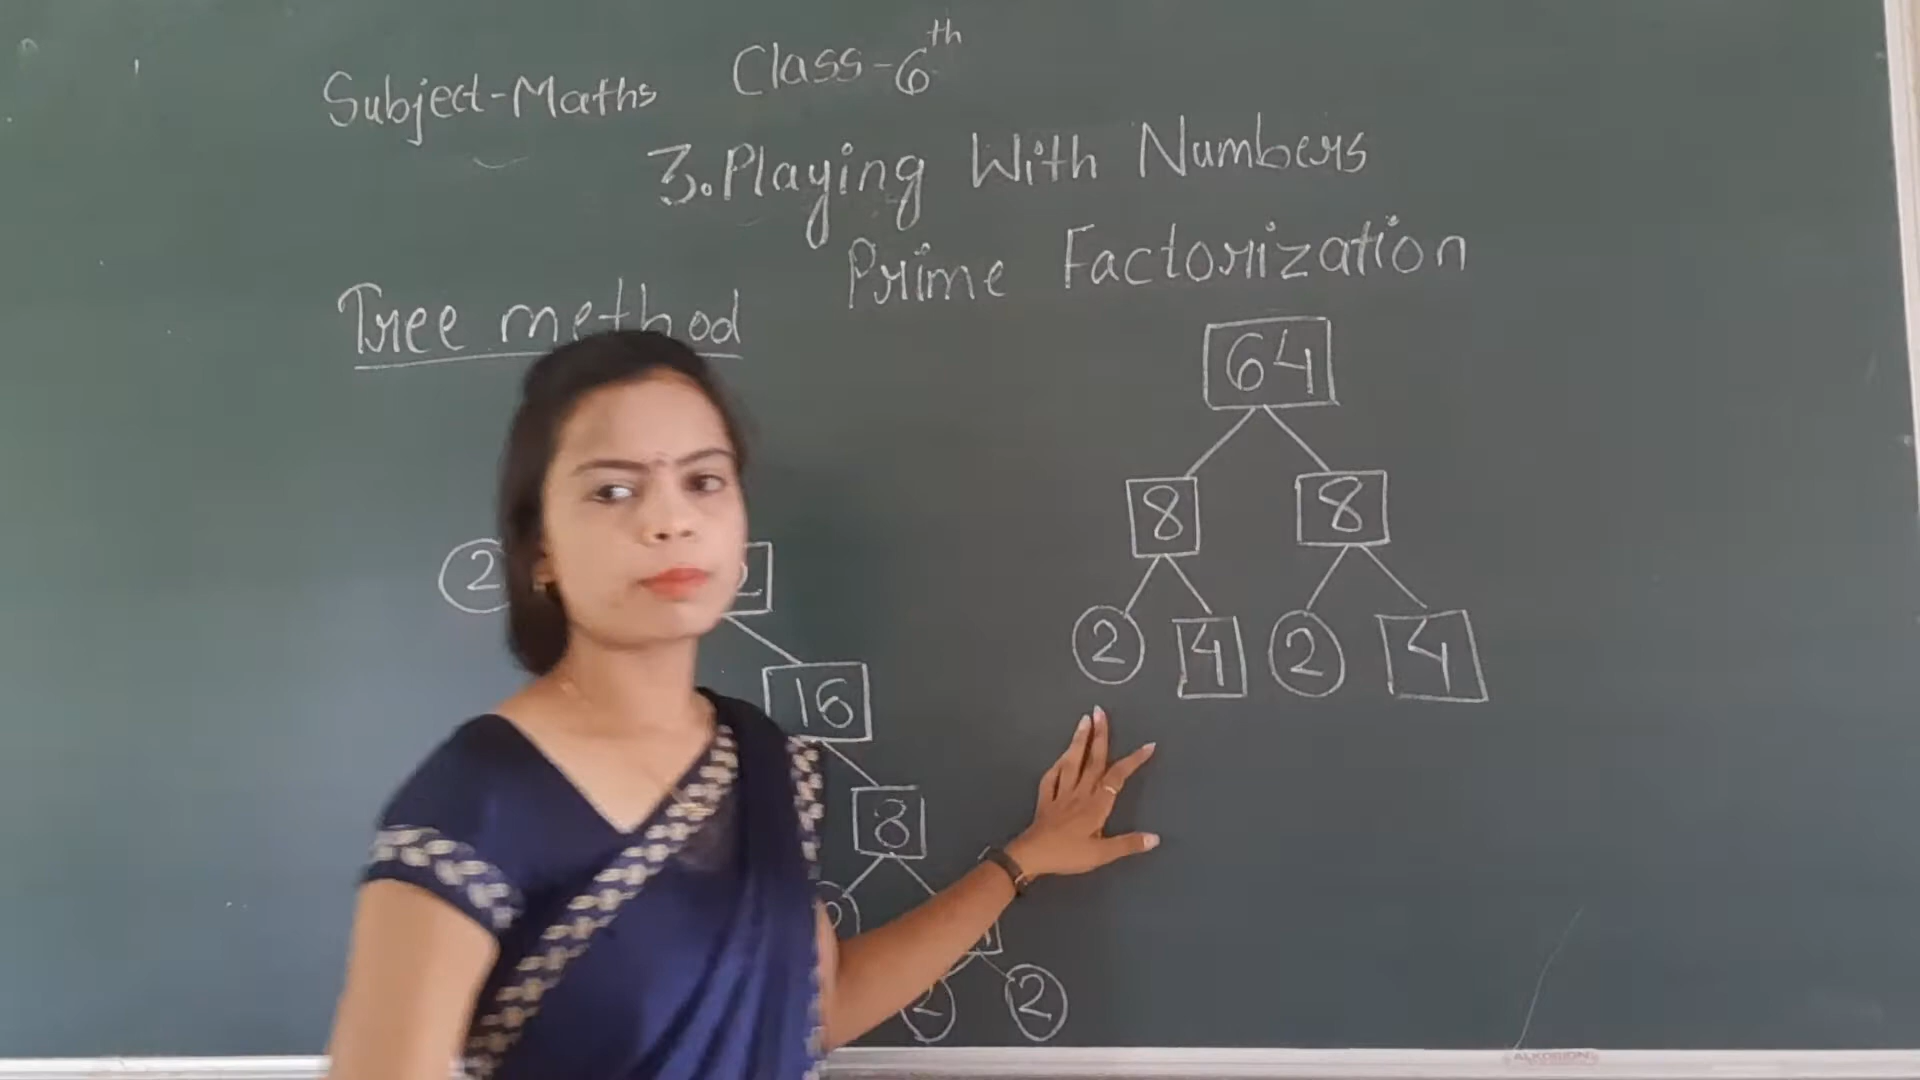 Subject-Maths Class-6th
3. Playing With Numbers
Prime Factorization
Tree method
64
8 8
2
2 4 2 4
16
8
2 2